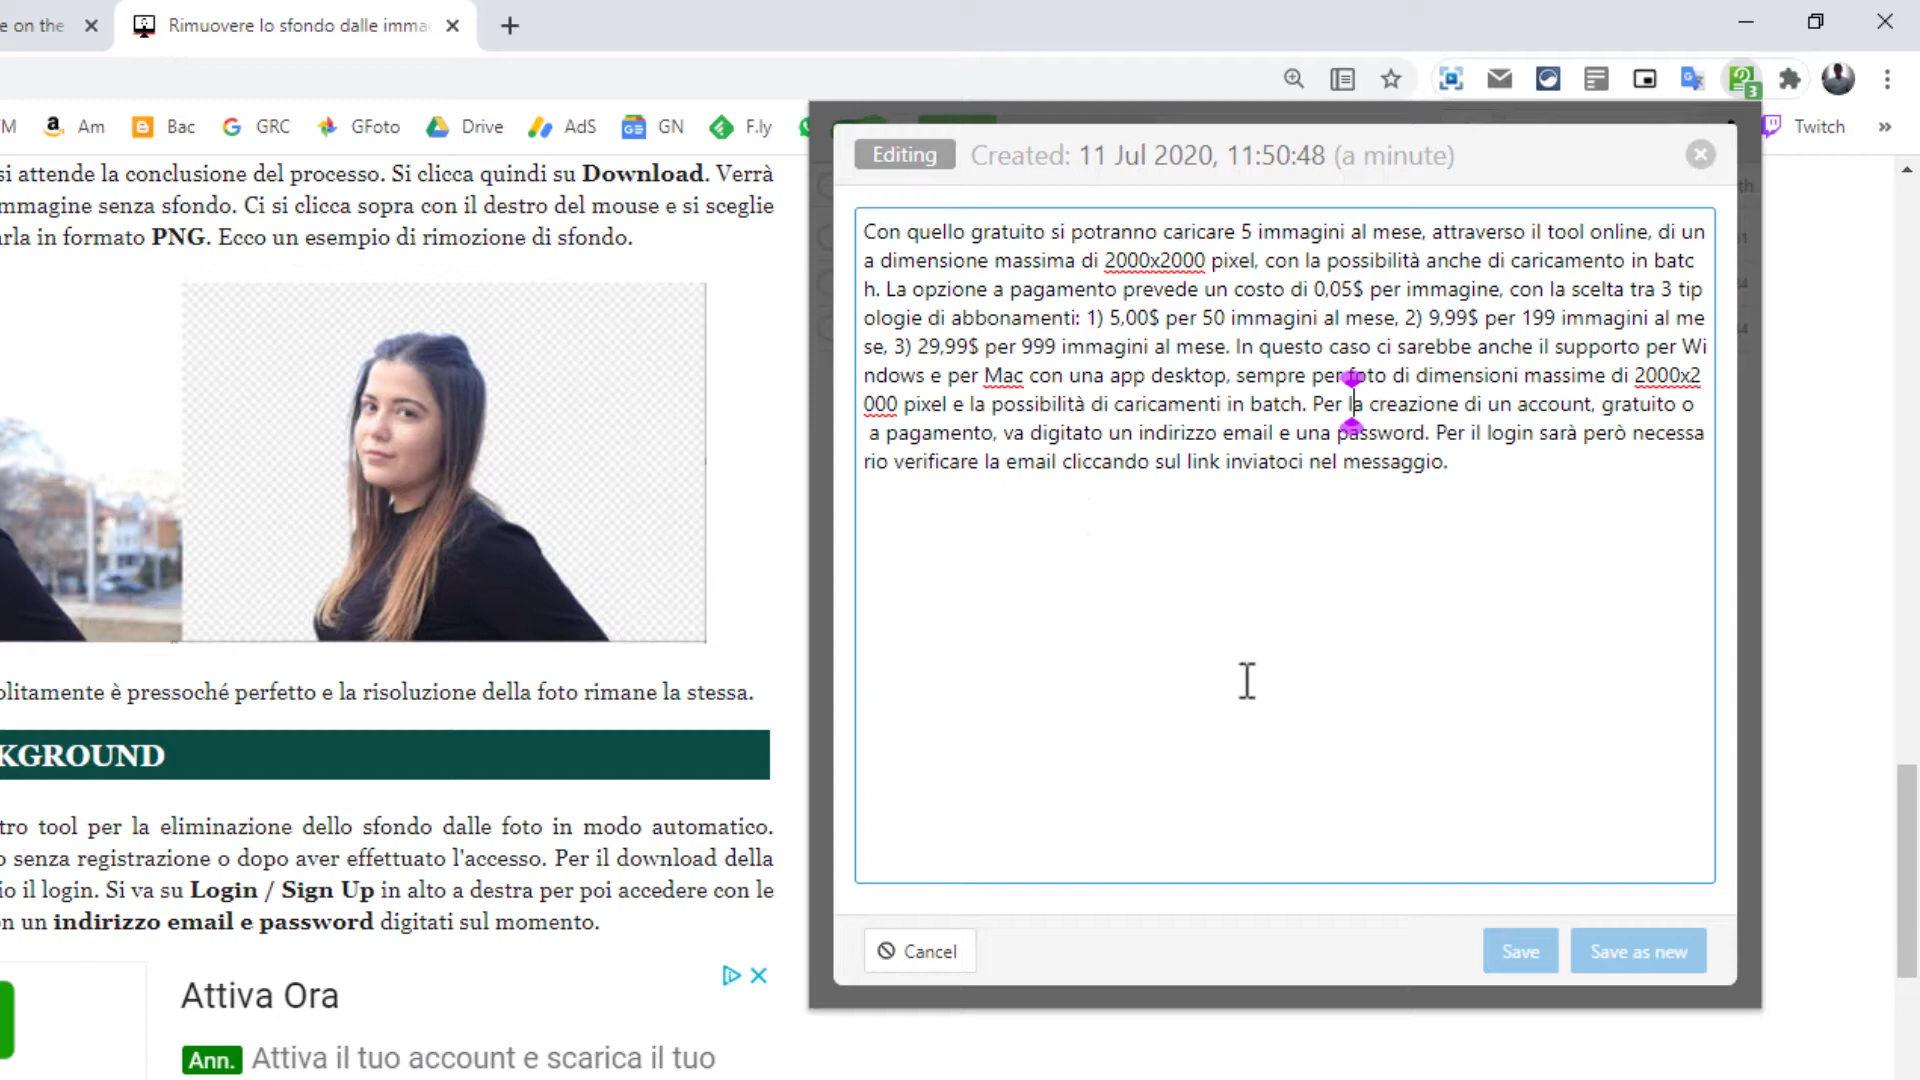 e on the
Rimuovere lo sfondo dalle imma
3
M
Am
Bac
GRC
GFoto
Drive
AdS
GN
F.ly
Twitch
si attende la conclusione del processo. Si clicca quindi su Download. Verrà
mmagine senza sfondo. Ci si clicca sopra con il destro del mouse e si sceglie
arla in formato PNG. Ecco un esempio di rimozione di sfondo.
olitamente è pressoché perfetto e la risoluzione della foto rimane la stessa.
KGROUND
tro tool per la eliminazione dello sfondo dalle foto in modo automatico.
o senza registrazione o dopo aver effettuato l'accesso. Per il download della
io il login. Si va su Login / Sign Up in alto a destra per poi accedere con le
on un indirizzo email e password digitati sul momento.
Attiva Ora
Ann. Attiva il tuo account e scarica il tuo
Editing Created: 11 Jul 2020, 11:50:48 (a minute)
Con quello gratuito si potranno caricare 5 immagini al mese, attraverso il tool online, di un
a dimensione massima di 2000x2000 pixel, con la possibilità anche di caricamento in batc
h. La opzione a pagamento prevede un costo di 0,05$ per immagine, con la scelta tra 3 tip
ologie di abbonamenti: 1) 5,00$ per 50 immagini al mese, 2) 9,99$ per 199 immagini al me
se, 3) 29,99$ per 999 immagini al mese. In questo caso ci sarebbe anche il supporto per Wi
ndows e per Mac con una app desktop, sempre per foto di dimensioni massime di 2000x2
000 pixel e la possibilità di caricamenti in batch. Per la creazione di un account, gratuito o
a pagamento, va digitato un indirizzo email e una password. Per il login sarà però necessa
rio verificare la email cliccando sul link inviatoci nel messaggio.
Cancel
Save
Save as new